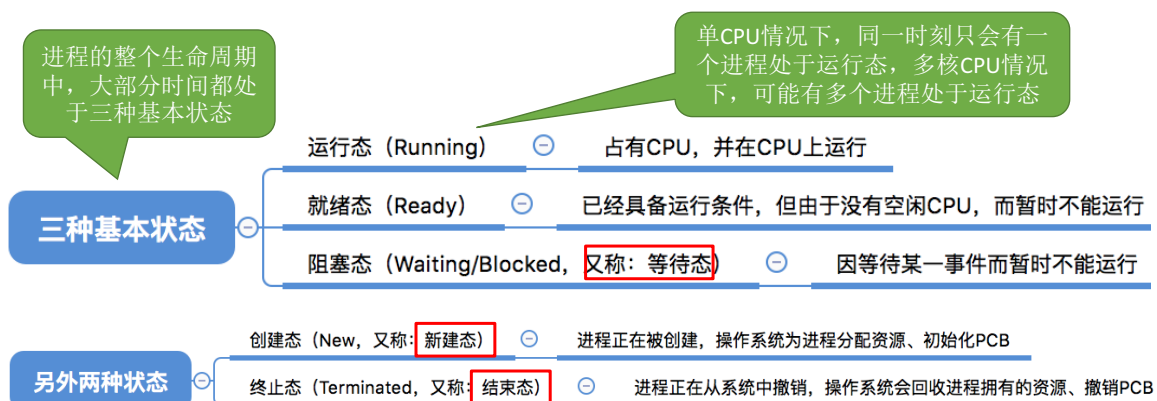 进程的整个生命周期
中，大部分时间都处
于三种基本状态
单CPU情况下，同一时刻只会有一
个进程处于运行态，多核CPU情况
下，可能有多个进程处于运行态
三种基本状态
运行态（Running）
占有CPU，并在CPU上运行
就绪态（Ready）
已经具备运行条件，但由于没有空闲CPU，而暂时不能运行
阻塞态（Waiting/Blocked，又称：等待态）
因等待某一事件而暂时不能运行
另外两种状态
创建态（New，又称：新建态）
进程正在被创建，操作系统为进程分配资源、初始化PCB
终止态（Terminated，又称：结束态）
进程正在从系统中撤销，操作系统会回收进程拥有的资源、撤销PCB